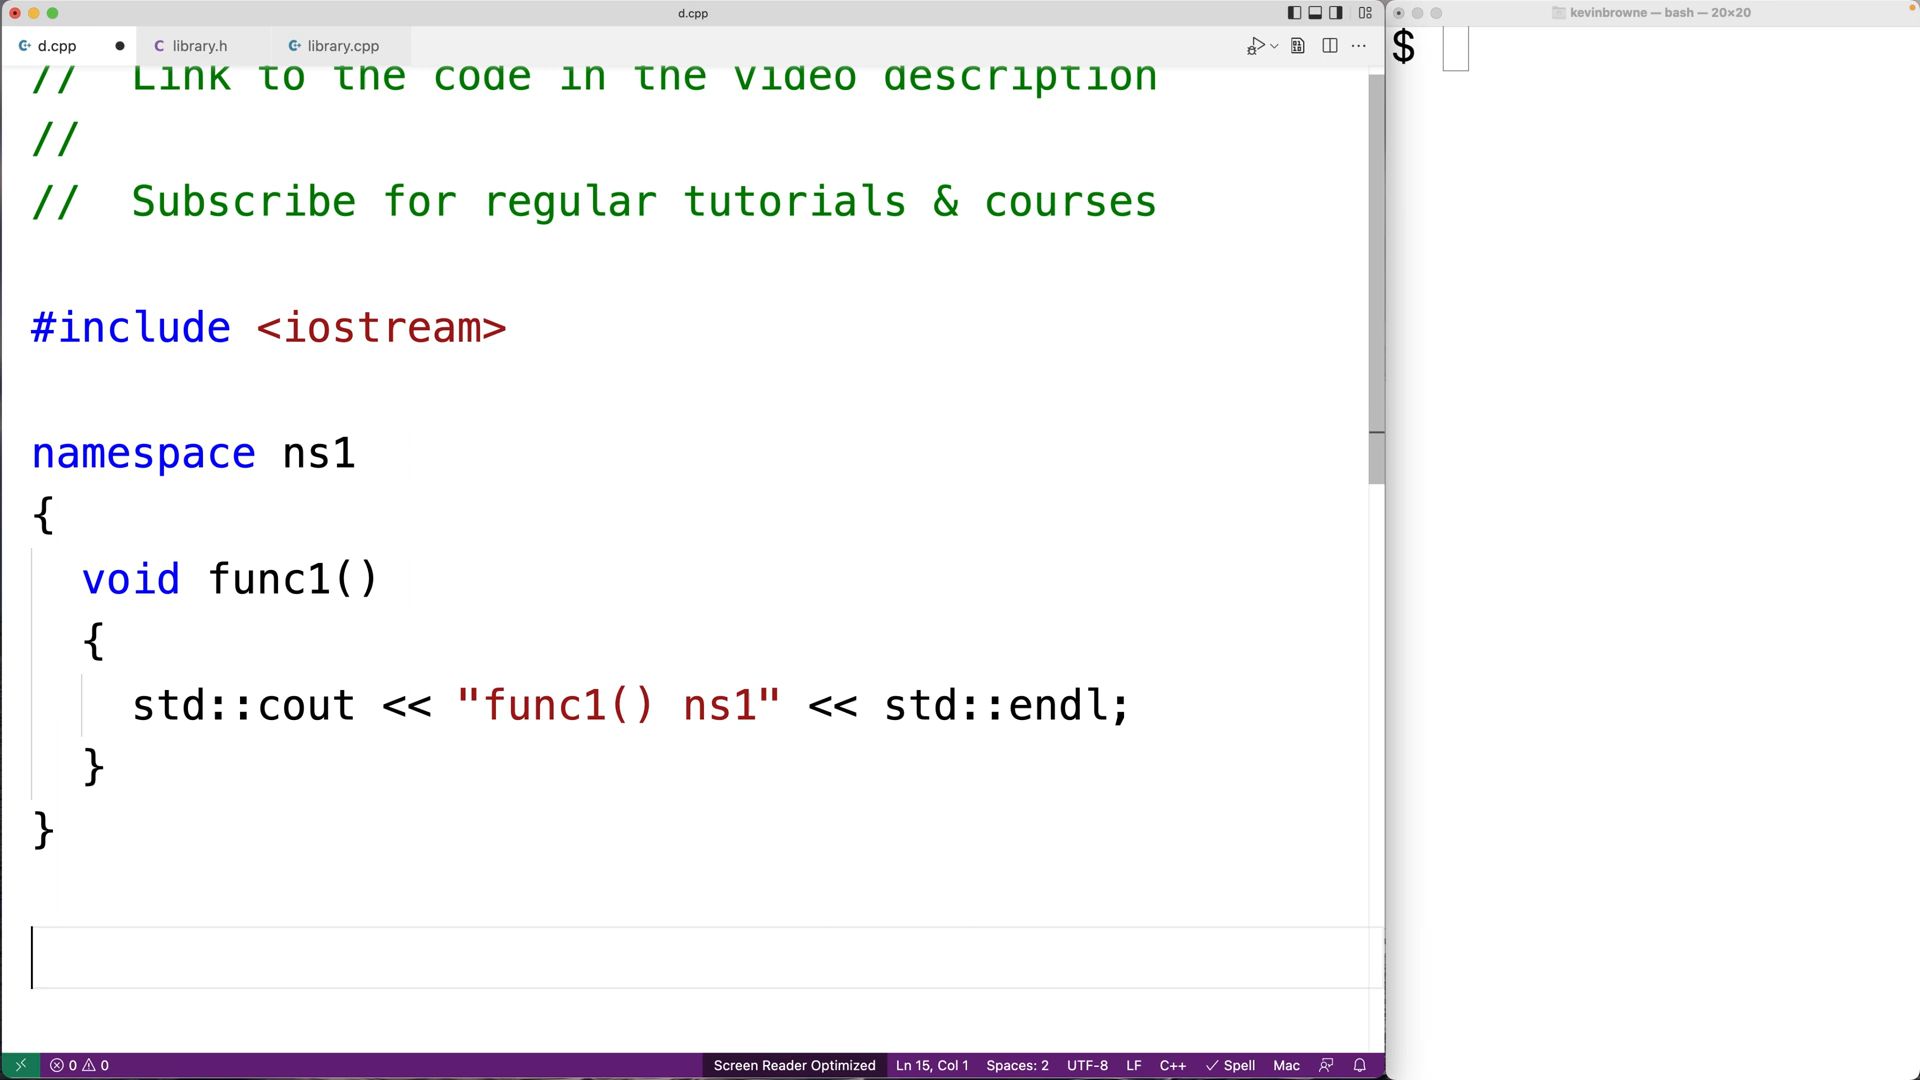 d.cpp
kevinbrowne — bash — 20×20
d.cpp
library.h
library.cpp
$
// Link to the code in the video description
//
// Subscribe for regular tutorials & courses
#include <iostream>
namespace ns1
{
void func1()
{
std::cout << "func1() ns1" << std::endl;
}
}
0 0
Screen Reader Optimized
Ln 15, Col 1
Spaces: 2
UTF-8
LF
C++
Spell
Mac